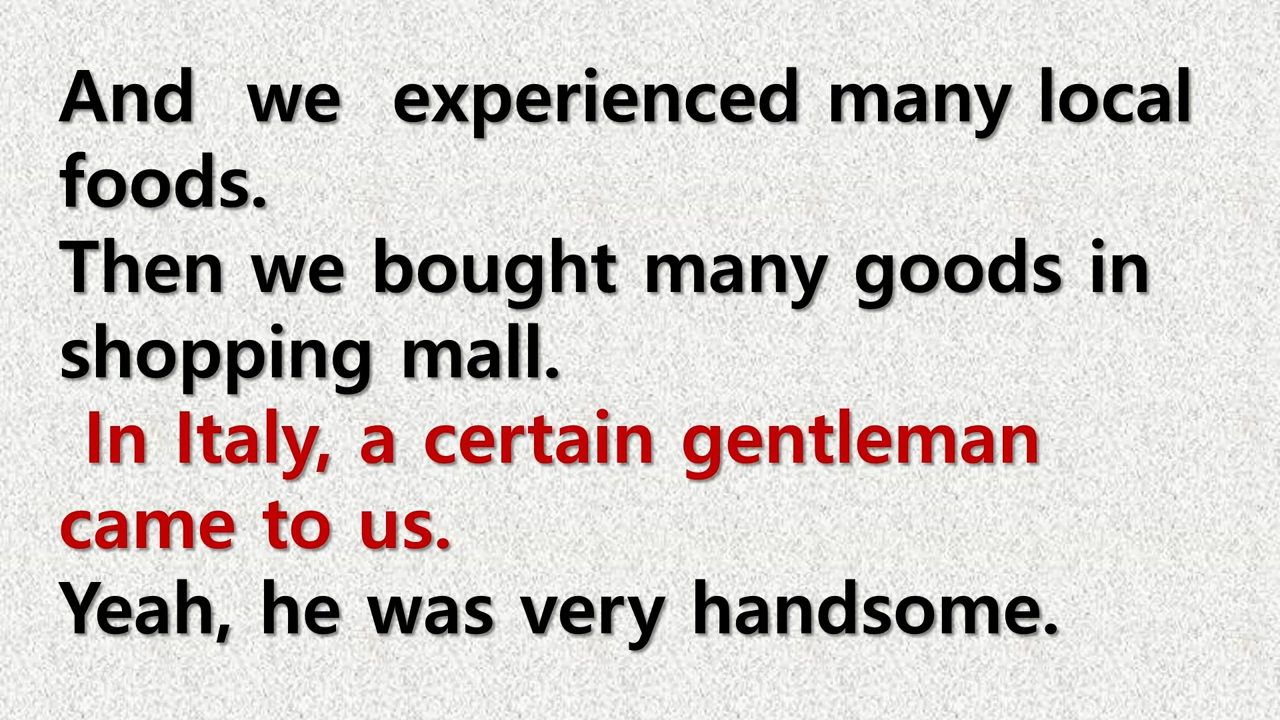 And we experienced many local
foods.
Then we bought many goods in
shopping mall.
In Italy, a certain gentleman
came to us.
Yeah, he was very handsome.